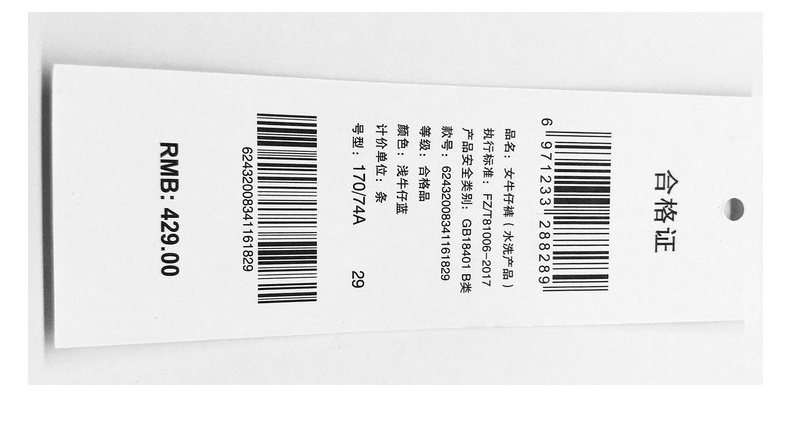 合格证
6 971233 288289
品名：女牛仔裤（水洗产品）
执行标准：FZ/T81006-2017
产品安全类别：GB18401 B类
款号：62432008341161829
等级：合格品
颜色：浅牛仔蓝
计价单位：条
号型：170/74A 29
62432008341161829
RMB: 429.00